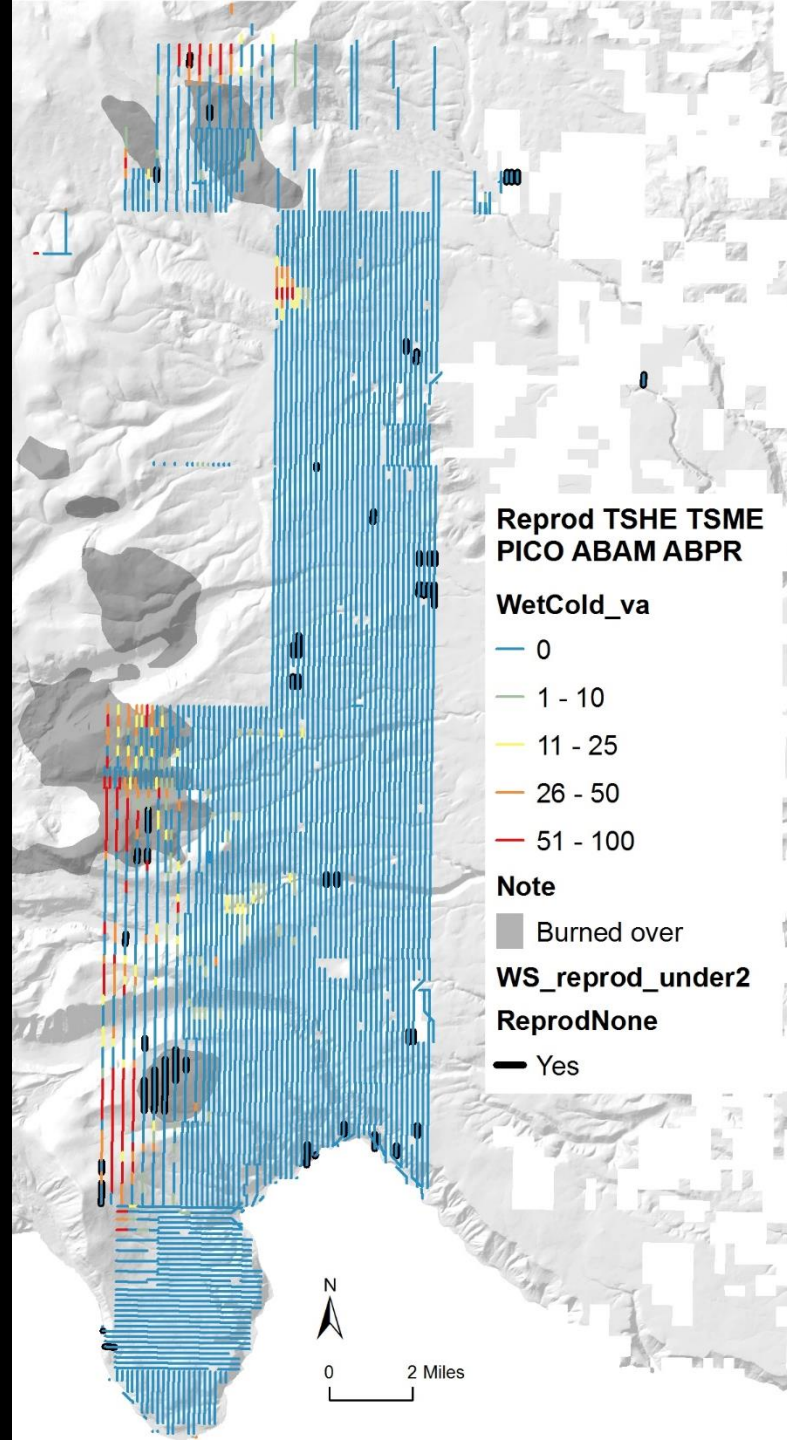 Reprod TSHE TSME
PICO ABAM ABPR
WetCold_va
0
1 - 10
11 - 25
26 - 50
51 - 100
Note
Burned over
WS_reprod_under2
ReprodNone
Yes
N
0 2 Miles